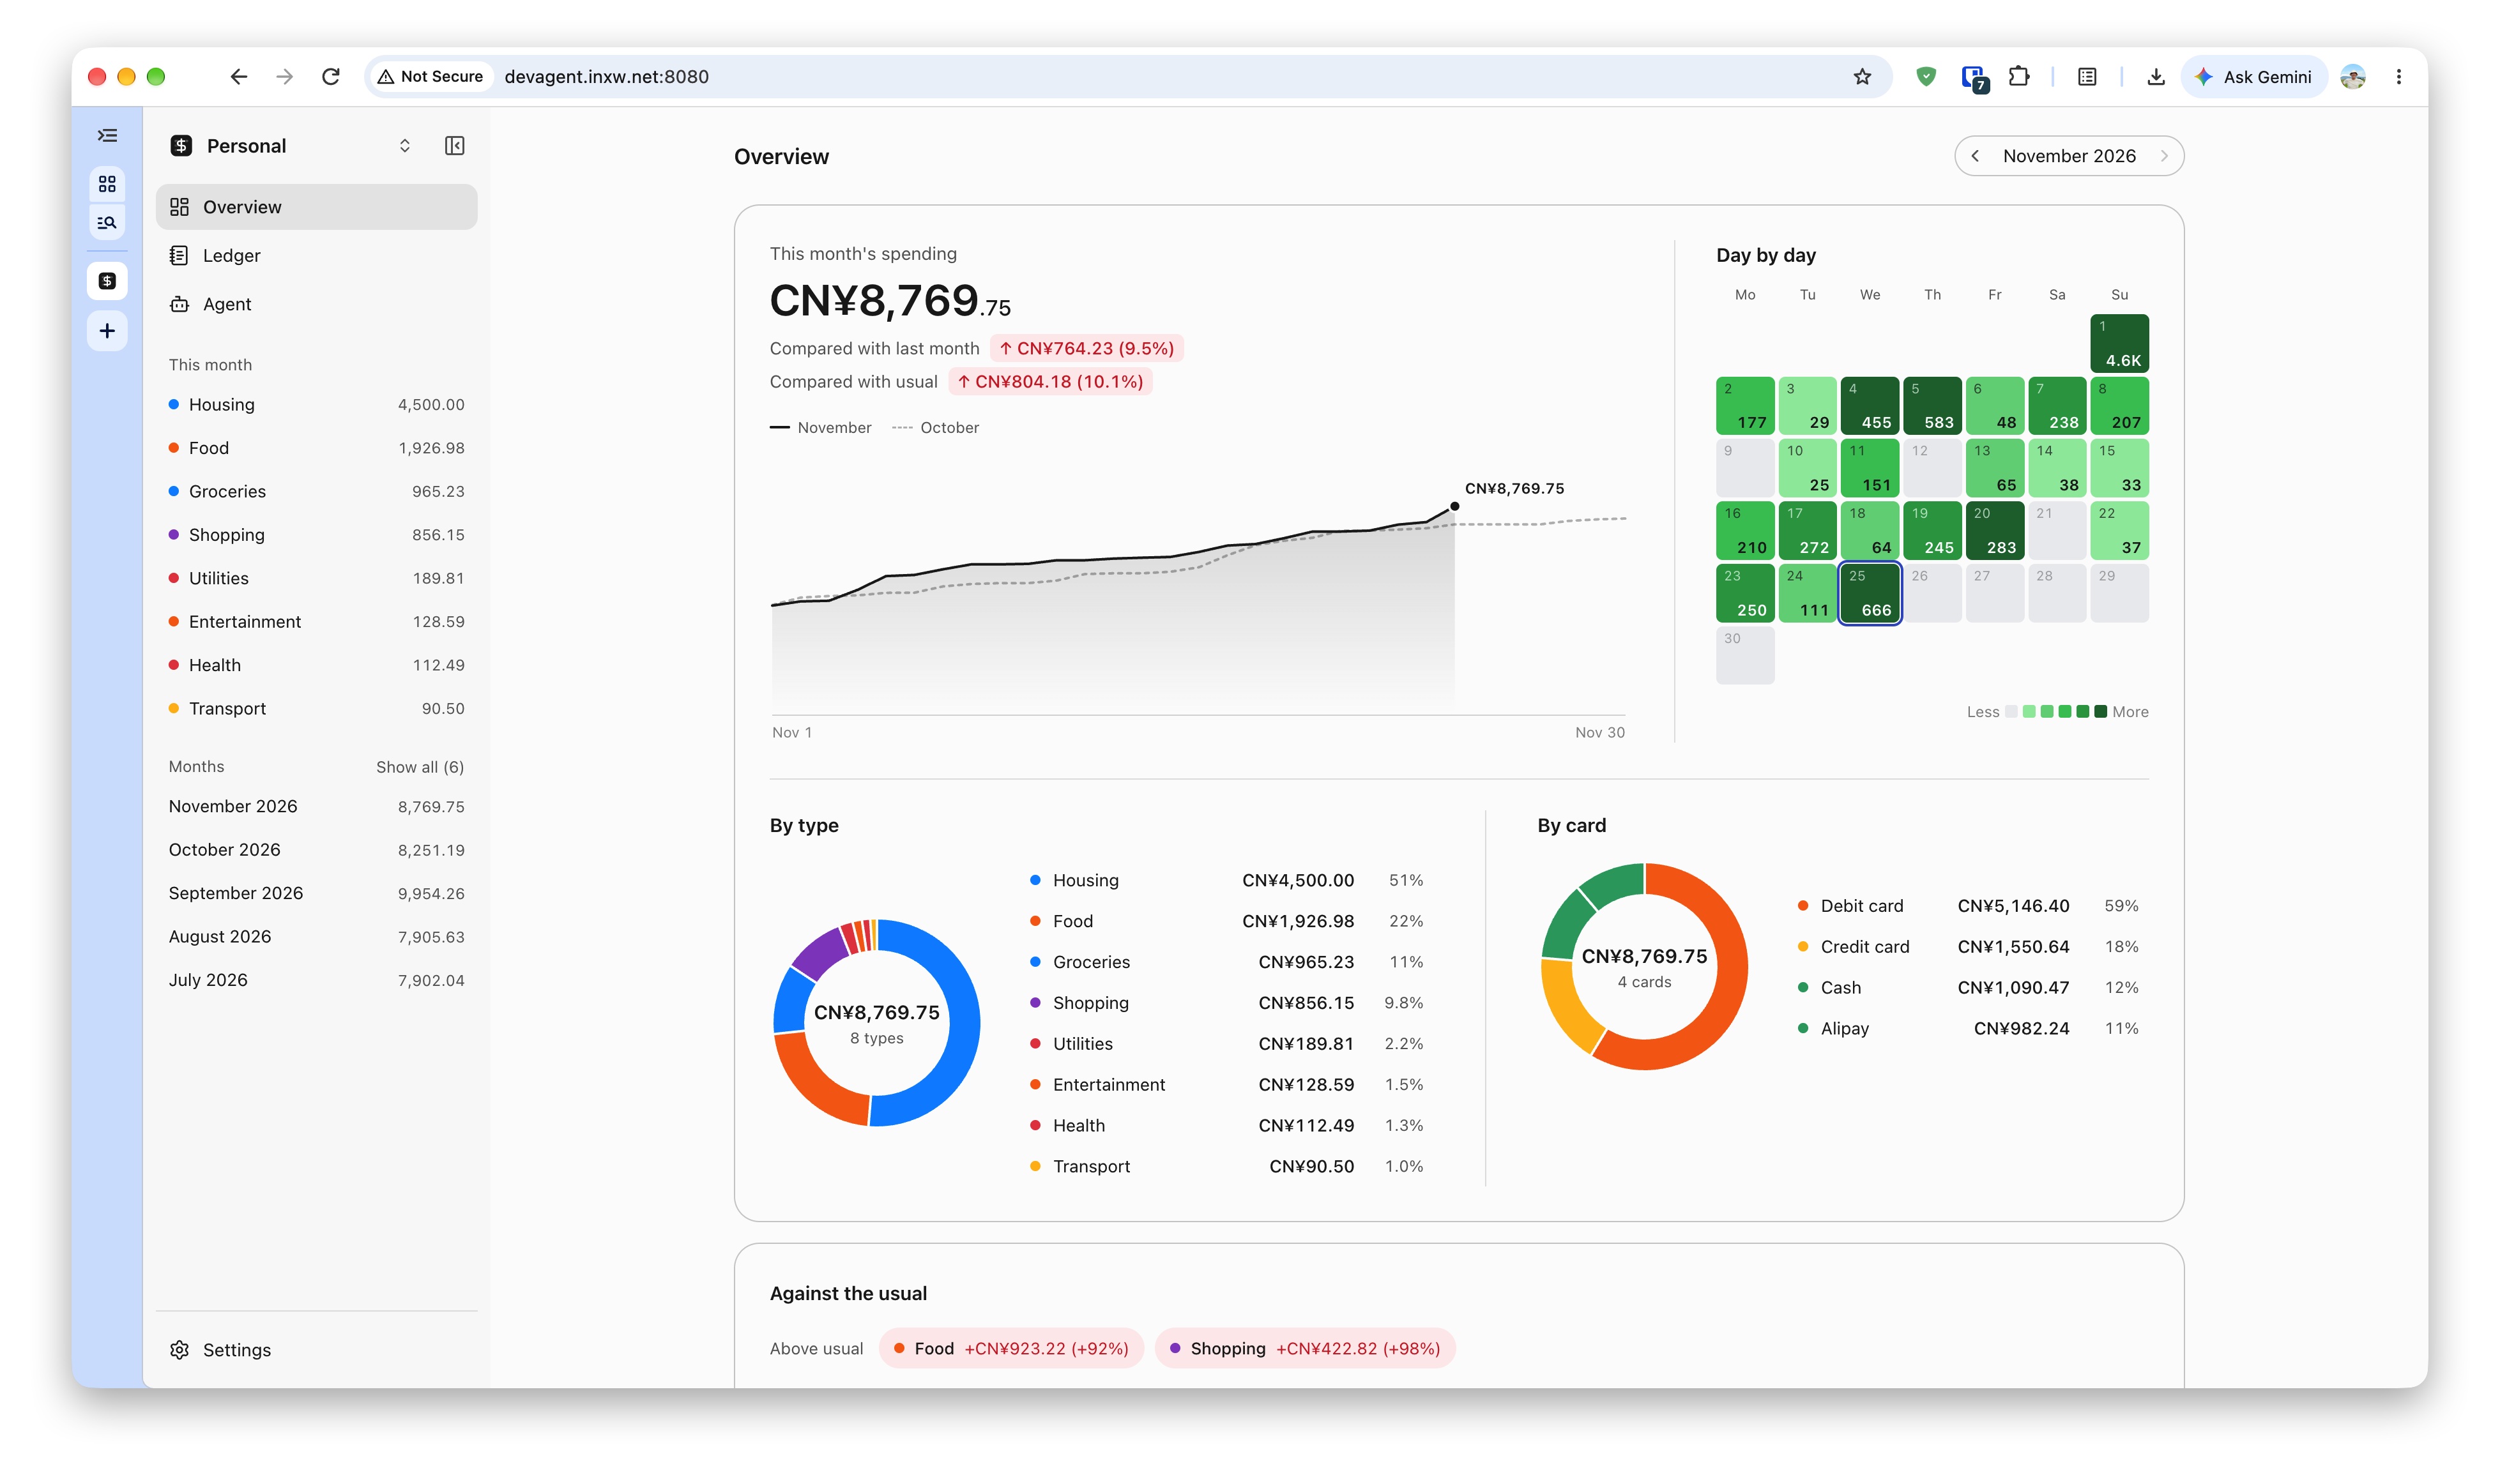 Not Secure devagent.inxw.net:8080
7
Ask Gemini
Personal
Overview
Ledger
Agent
This month
Housing 4,500.00
Food 1,926.98
Groceries 965.23
Shopping 856.15
Utilities 189.81
Entertainment 128.59
Health 112.49
Transport 90.50
Months Show all (6)
November 2026 8,769.75
October 2026 8,251.19
September 2026 9,954.26
August 2026 7,905.63
July 2026 7,902.04
Settings
Overview
November 2026
This month's spending
CN¥8,769.75
Compared with last month ↑ CN¥764.23 (9.5%)
Compared with usual ↑ CN¥804.18 (10.1%)
November October
CN¥8,769.75
Nov 1 Nov 30
Day by day
Mo Tu We Th Fr Sa Su
1
4.6K
2 3 4 5 6 7 8
177 29 455 583 48 238 207
9 10 11 12 13 14 15
25 151 65 38 33
16 17 18 19 20 21 22
210 272 64 245 283 37
23 24 25 26 27 28 29
250 111 666
30
Less More
By type
CN¥8,769.75
8 types
Housing CN¥4,500.00 51%
Food CN¥1,926.98 22%
Groceries CN¥965.23 11%
Shopping CN¥856.15 9.8%
Utilities CN¥189.81 2.2%
Entertainment CN¥128.59 1.5%
Health CN¥112.49 1.3%
Transport CN¥90.50 1.0%
By card
CN¥8,769.75
4 cards
Debit card CN¥5,146.40 59%
Credit card CN¥1,550.64 18%
Cash CN¥1,090.47 12%
Alipay CN¥982.24 11%
Against the usual
Above usual Food +CN¥923.22 (+92%) Shopping +CN¥422.82 (+98%)